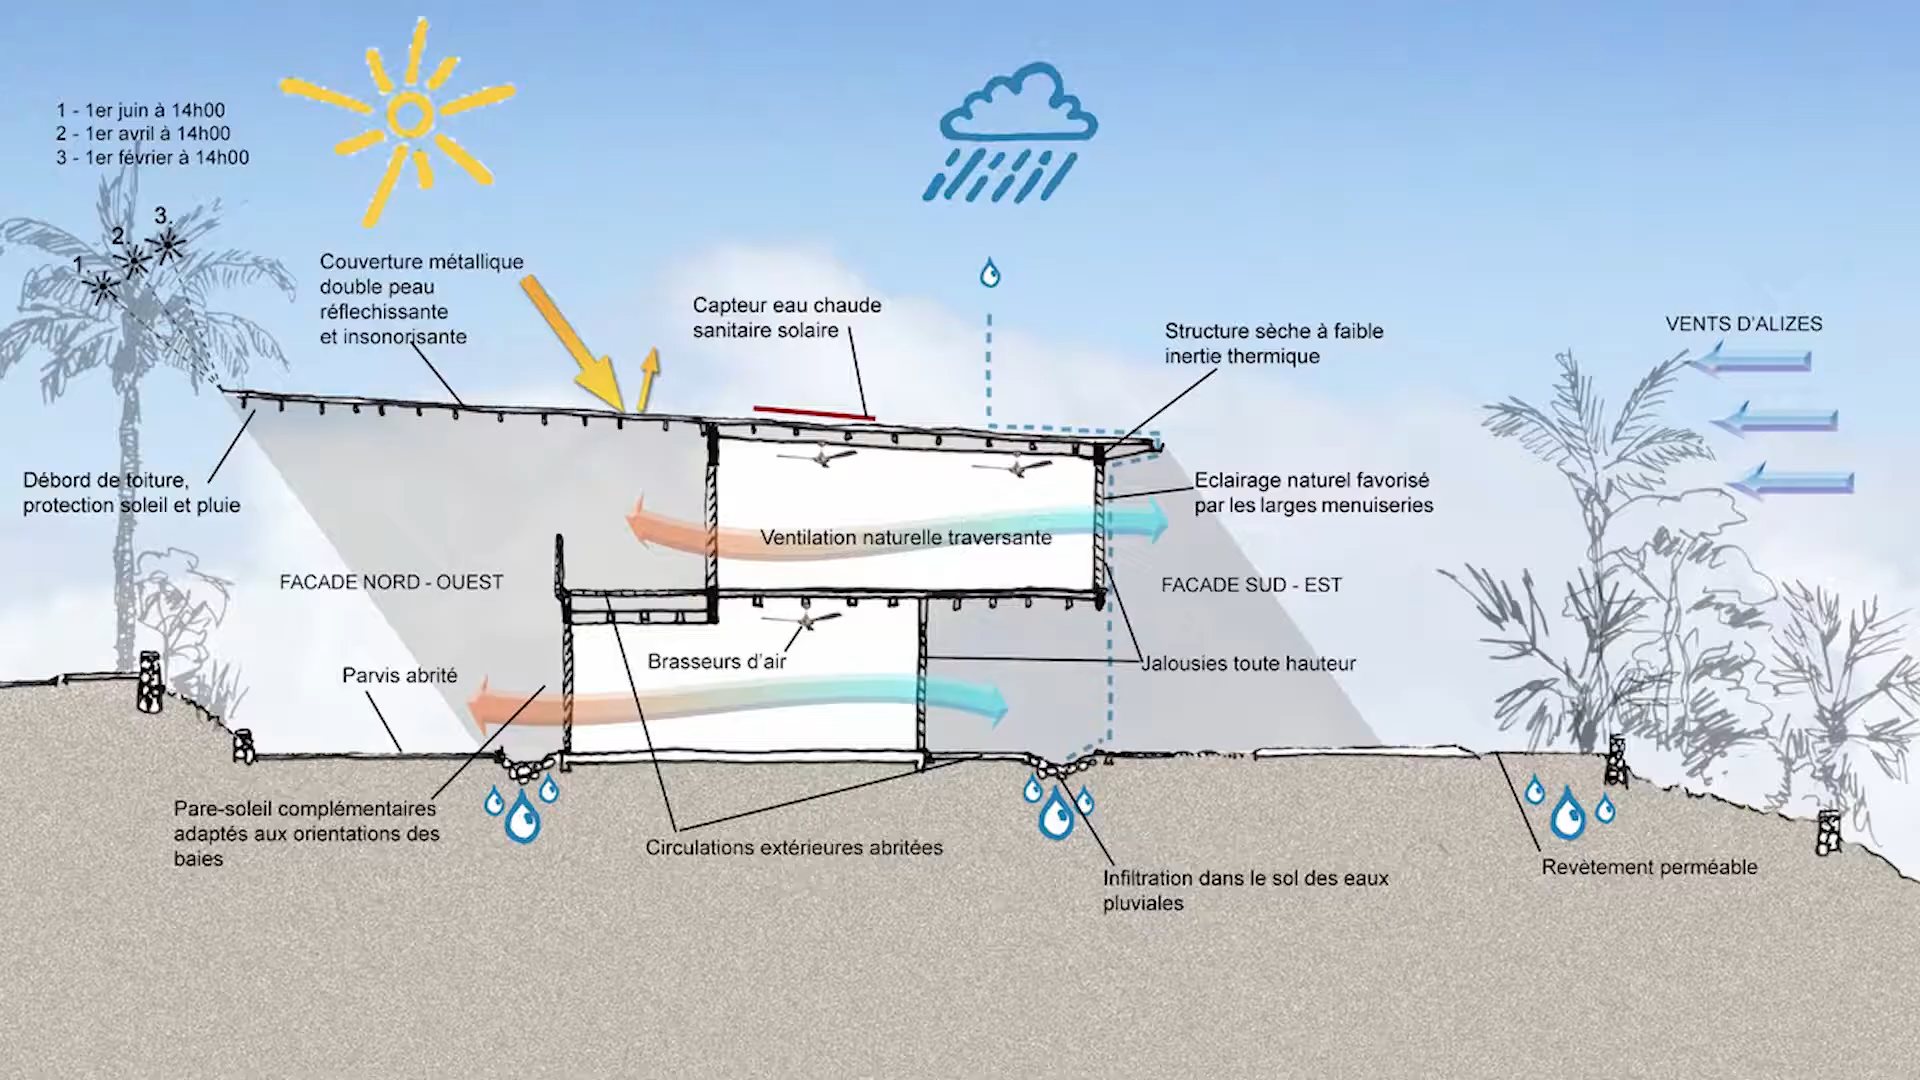 1 - 1er juin à 14h00
2 - 1er avril à 14h00
3 - 1er février à 14h00
3.
2.
1.
Couverture métallique
double peau
réflechissante
et insonorisante
Capteur eau chaude
sanitaire solaire
Structure sèche à faible
inertie thermique
VENTS D'ALIZES
Débord de toiture,
protection soleil et pluie
Eclairage naturel favorisé
par les larges menuiseries
Ventilation naturelle traversante
FACADE NORD - OUEST
FACADE SUD - EST
Brasseurs d'air
Jalousies toute hauteur
Parvis abrité
Pare-soleil complémentaires
adaptés aux orientations des
baies
Circulations extérieures abritées
Infiltration dans le sol des eaux
pluviales
Revètement perméable